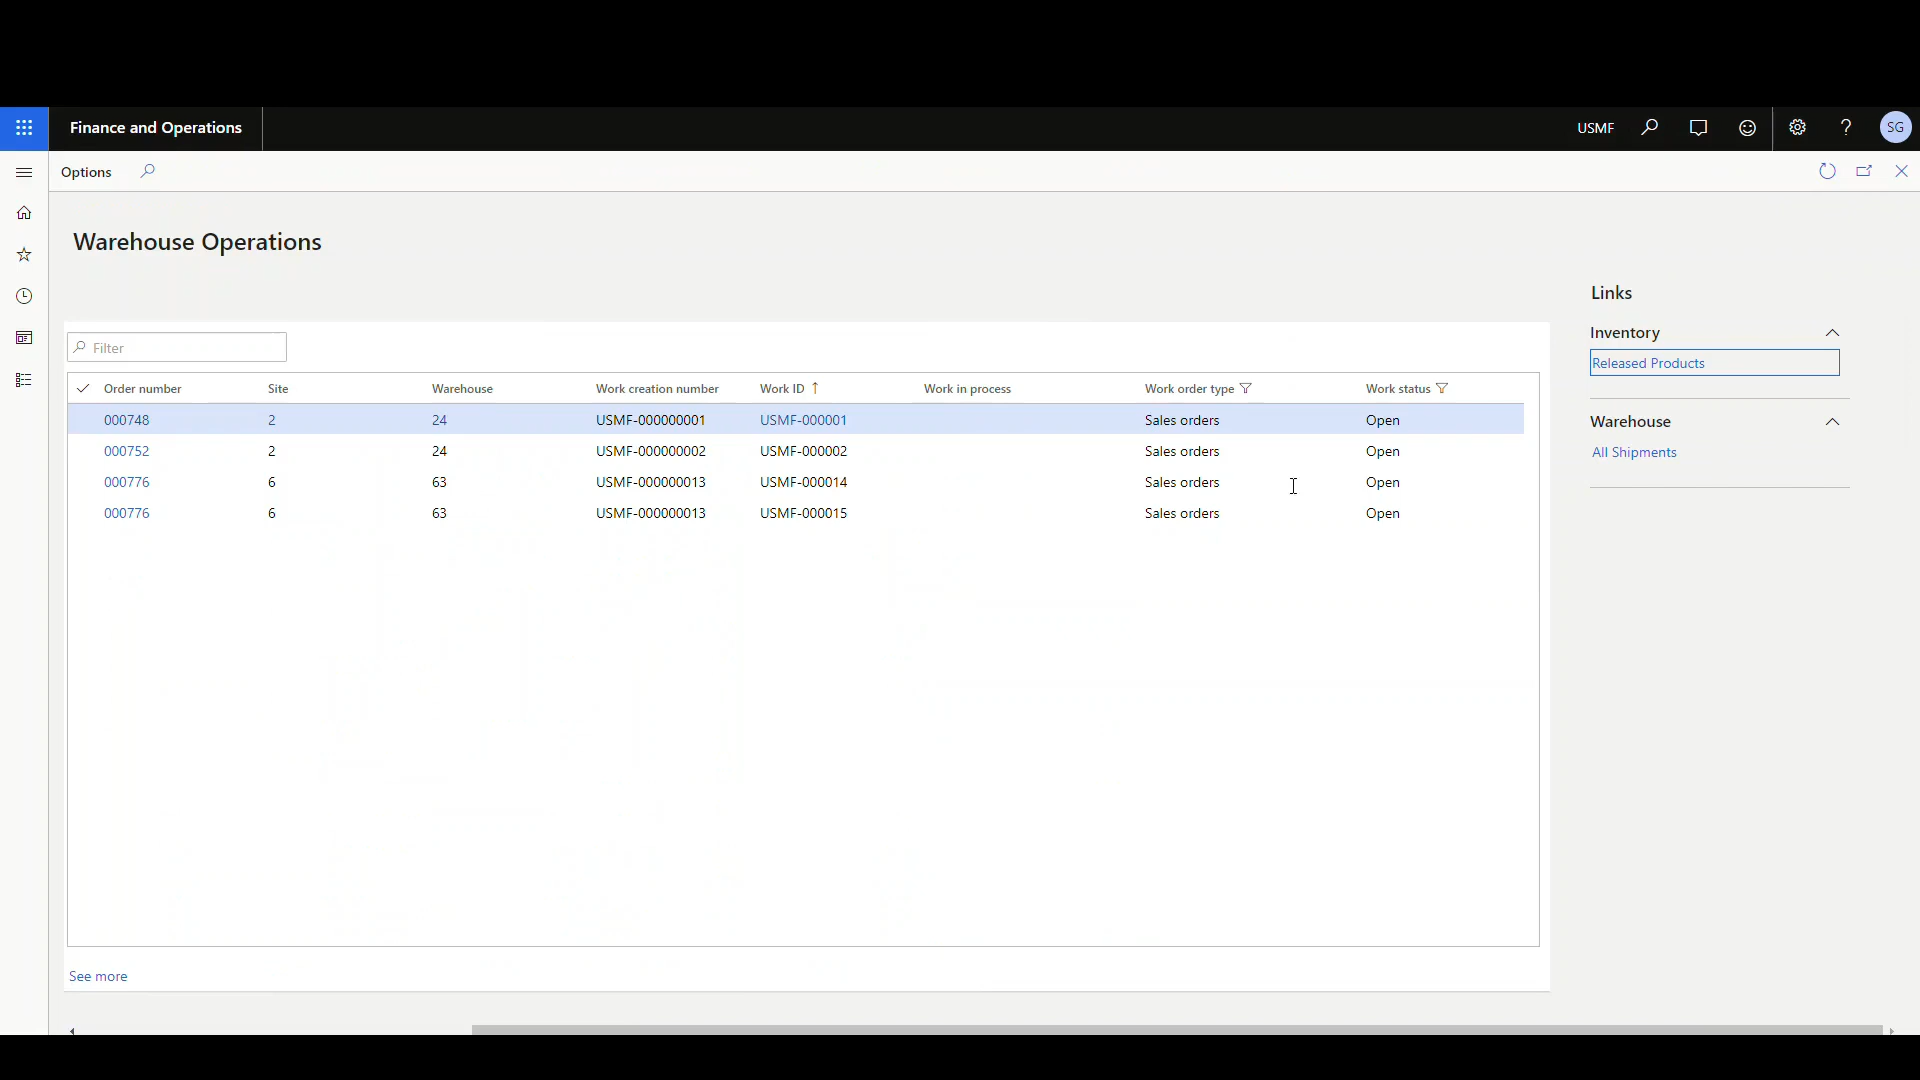 Finance and Operations
USMF
SG
Options
Warehouse Operations
Links
Inventory
Released Products
Warehouse
All Shipments
Filter
Order number Site Warehouse Work creation number Work ID Work in process Work order type Work status
000748 2 24 USMF-000000001 USMF-000001 Sales orders Open
000752 2 24 USMF-000000002 USMF-000002 Sales orders Open
000776 6 63 USMF-000000013 USMF-000014 Sales orders Open
000776 6 63 USMF-000000013 USMF-000015 Sales orders Open
See more